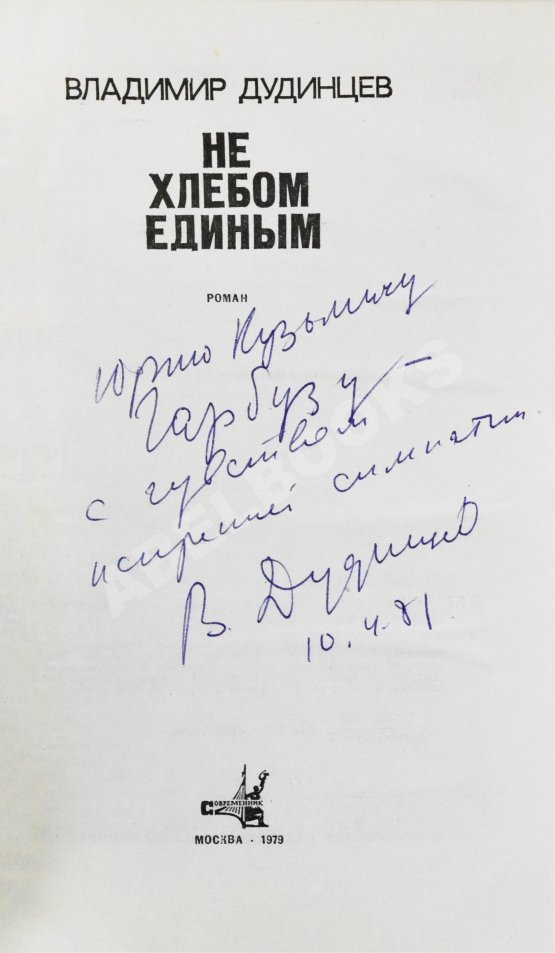 ВЛАДИМИР ДУДИНЦЕВ
НЕ
ХЛЕБОМ
ЕДИНЫМ
РОМАН
Юрию Кузьмичу
Гарбузу –
с чувством
искренней симпатии
В. Дудинцев
10.4.81
ABELBOOKS
СОВРЕМЕННИК
МОСКВА · 1979